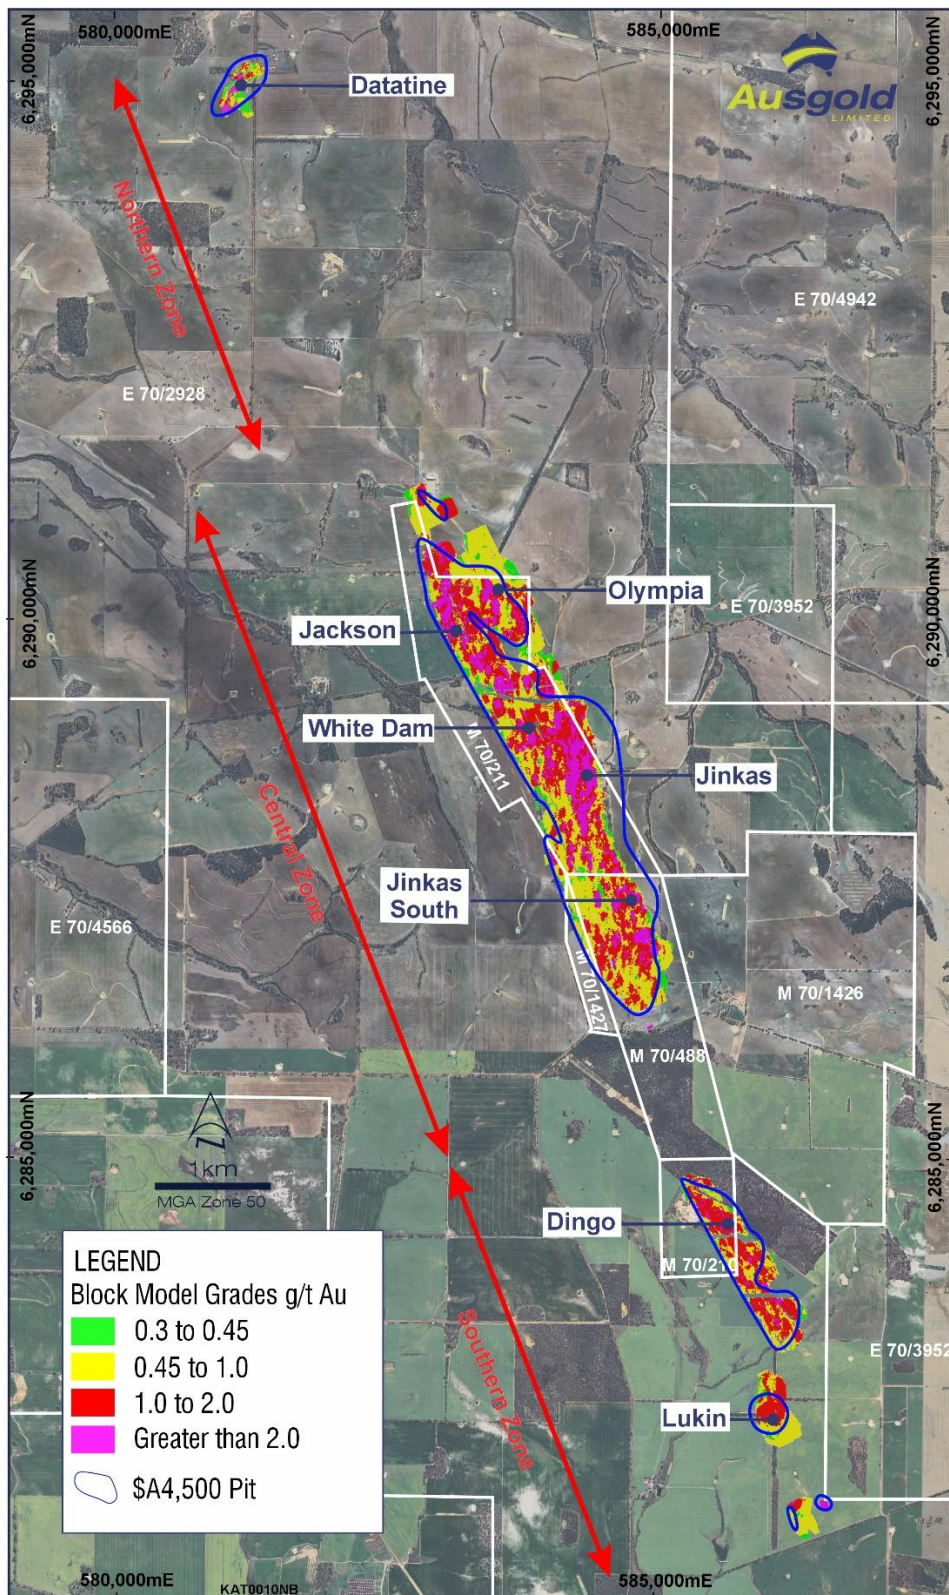 580,000mE
585,000mE
6,295,000mN
6,295,000mN
Datatine
Ausgold
LIMITED
Northern Zone
E 70/4942
E 70/2928
Olympia
E 70/3952
6,290,000mN
6,290,000mN
Jackson
White Dam
M 70/211
Jinkas
Central Zone
Jinkas
South
E 70/4566
M 70/1427
M 70/1426
M 70/488
6,285,000mN
6,285,000mN
N
1km
MGA Zone 50
Dingo
M 70/210
E 70/3952
Southern Zone
Lukin
LEGEND
Block Model Grades g/t Au
0.3 to 0.45
0.45 to 1.0
1.0 to 2.0
Greater than 2.0
$A4,500 Pit
580,000mE
KAT0010NB
585,000mE